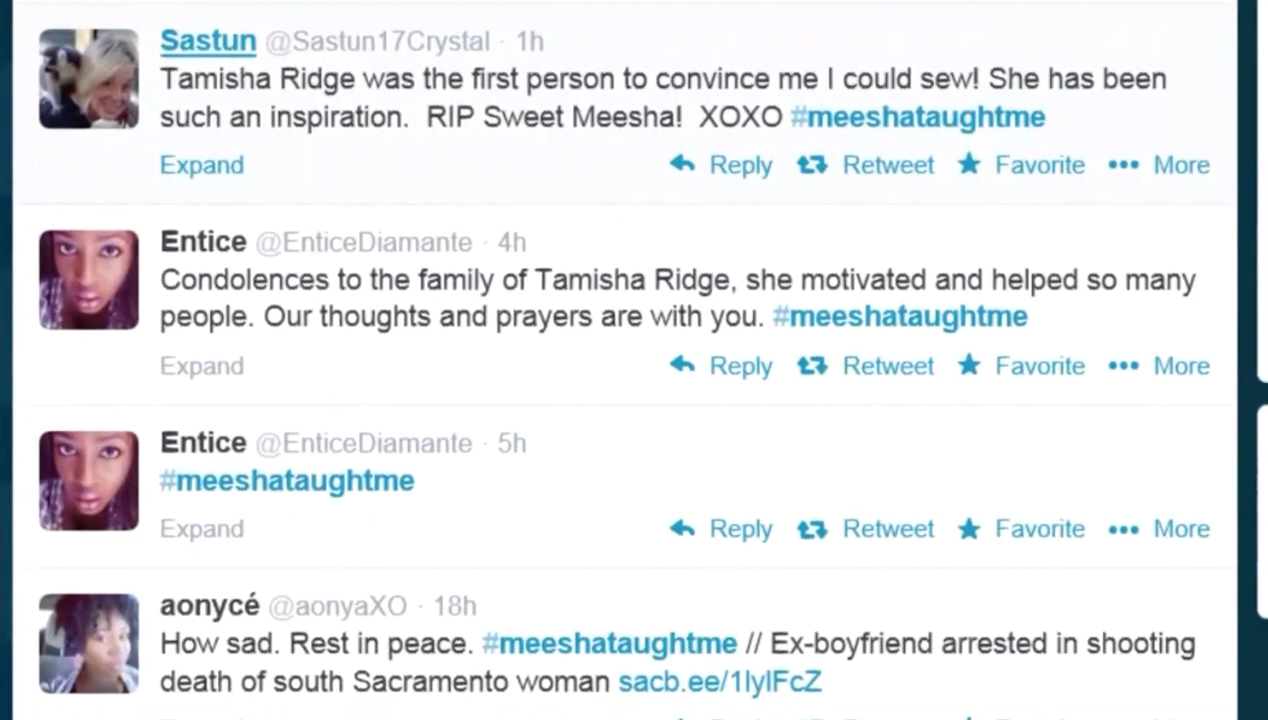 Sastun @Sastun17Crystal · 1h
Tamisha Ridge was the first person to convince me I could sew! She has been
such an inspiration.  RIP Sweet Meesha!  XOXO #meeshataughtme
Expand Reply Retweet Favorite More
Entice @EnticeDiamante · 4h
Condolences to the family of Tamisha Ridge, she motivated and helped so many
people. Our thoughts and prayers are with you. #meeshataughtme
Expand Reply Retweet Favorite More
Entice @EnticeDiamante · 5h
#meeshataughtme
Expand Reply Retweet Favorite More
aonycé @aonyaXO · 18h
How sad. Rest in peace. #meeshataughtme // Ex-boyfriend arrested in shooting
death of south Sacramento woman sacb.ee/1lylFcZ